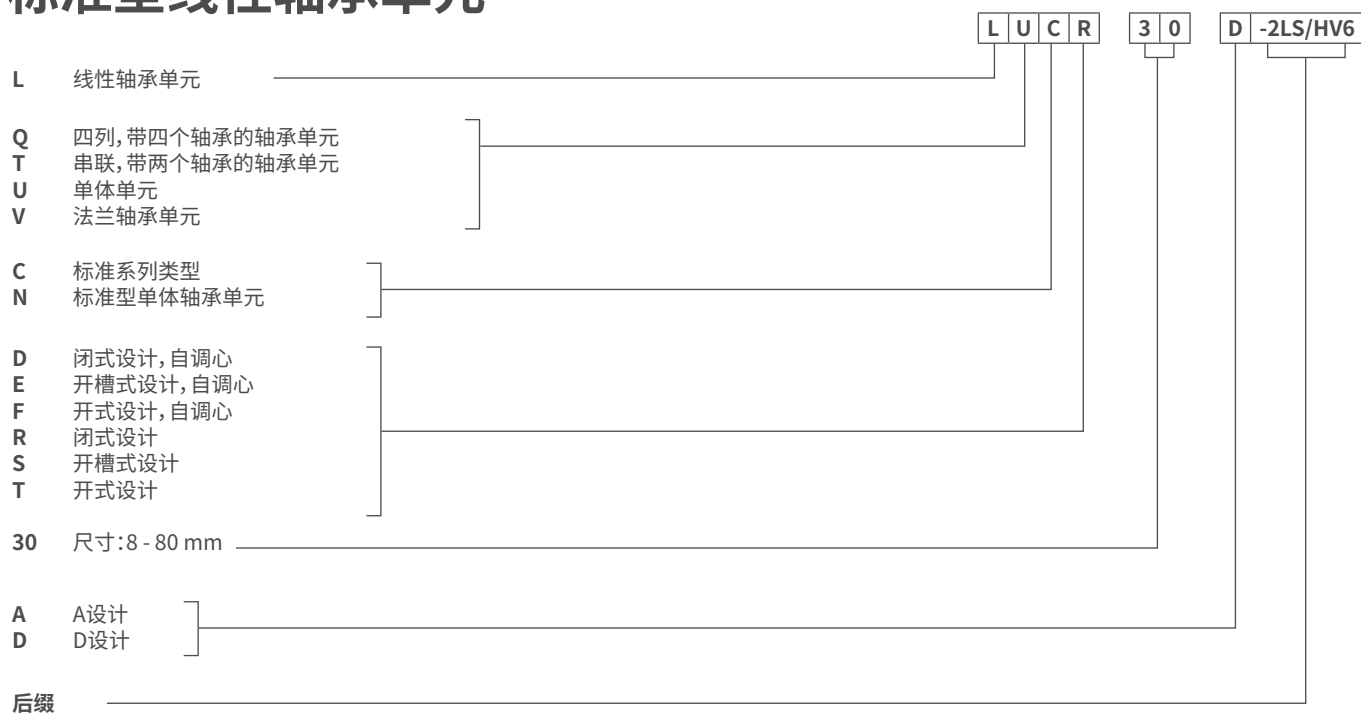 标准型线性轴承单元
L U C R 3 0 D -2LS/HV6
L 线性轴承单元
Q 四列，带四个轴承的轴承单元
T 串联，带两个轴承的轴承单元
U 单体单元
V 法兰轴承单元
C 标准系列类型
N 标准型单体轴承单元
D 闭式设计，自调心
E 开槽式设计，自调心
F 开式设计，自调心
R 闭式设计
S 开槽式设计
T 开式设计
30 尺寸：8 - 80 mm
A A设计
D D设计
后缀